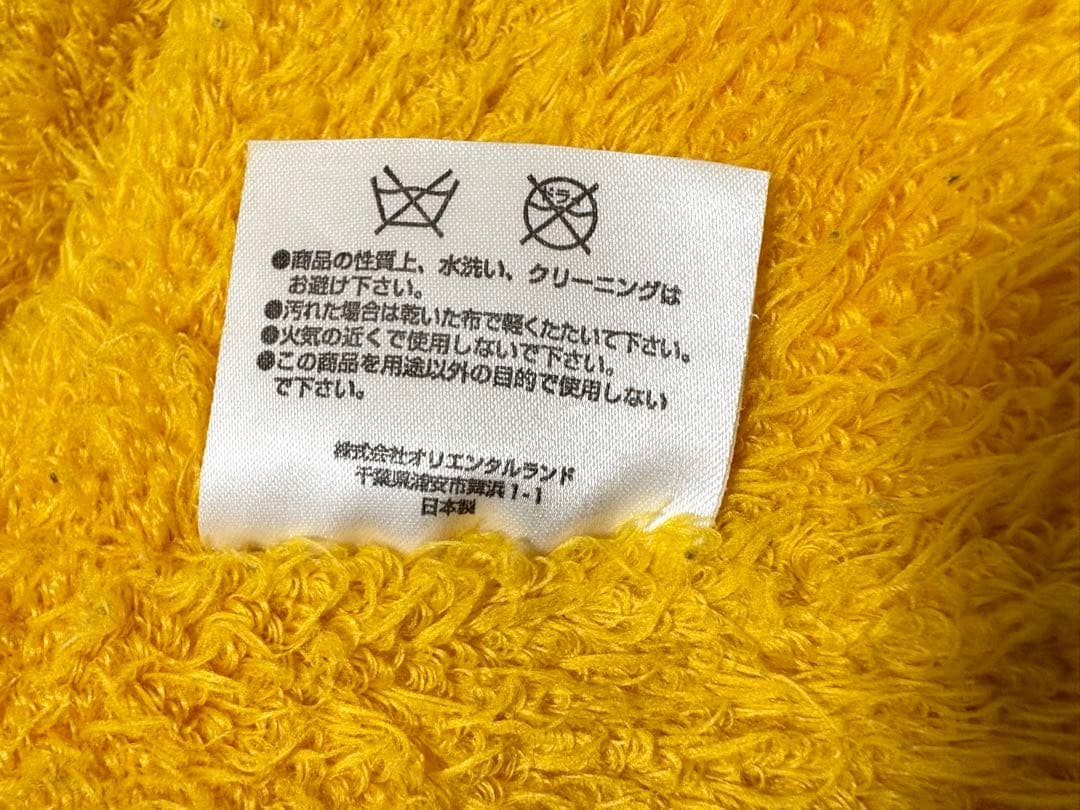 ドライ
●商品の性質上、水洗い、クリーニングは
お避け下さい。
●汚れた場合は乾いた布で軽くたたいて下さい。
●火気の近くで使用しないで下さい。
●この商品を用途以外の目的で使用しない
で下さい。
株式会社オリエンタルランド
千葉県浦安市舞浜1-1
日本製